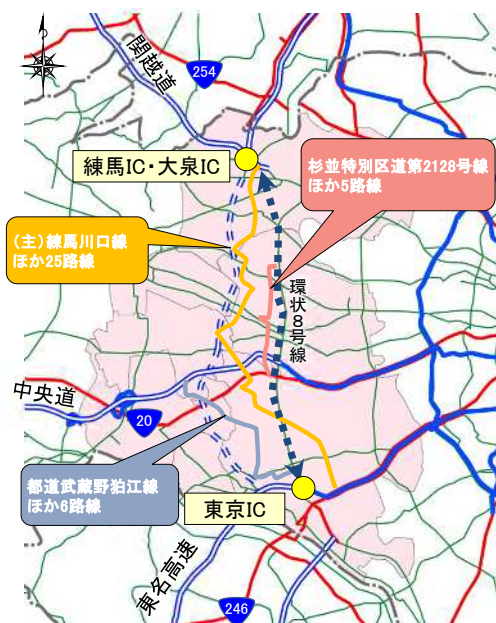 関越道
254
練馬IC・大泉IC
杉並特別区道第2128号線
ほか5路線
(主)練馬川口線
ほか25路線
環状8号線
中央道
20
都道武蔵野狛江線
ほか6路線
東京IC
東名高速
246